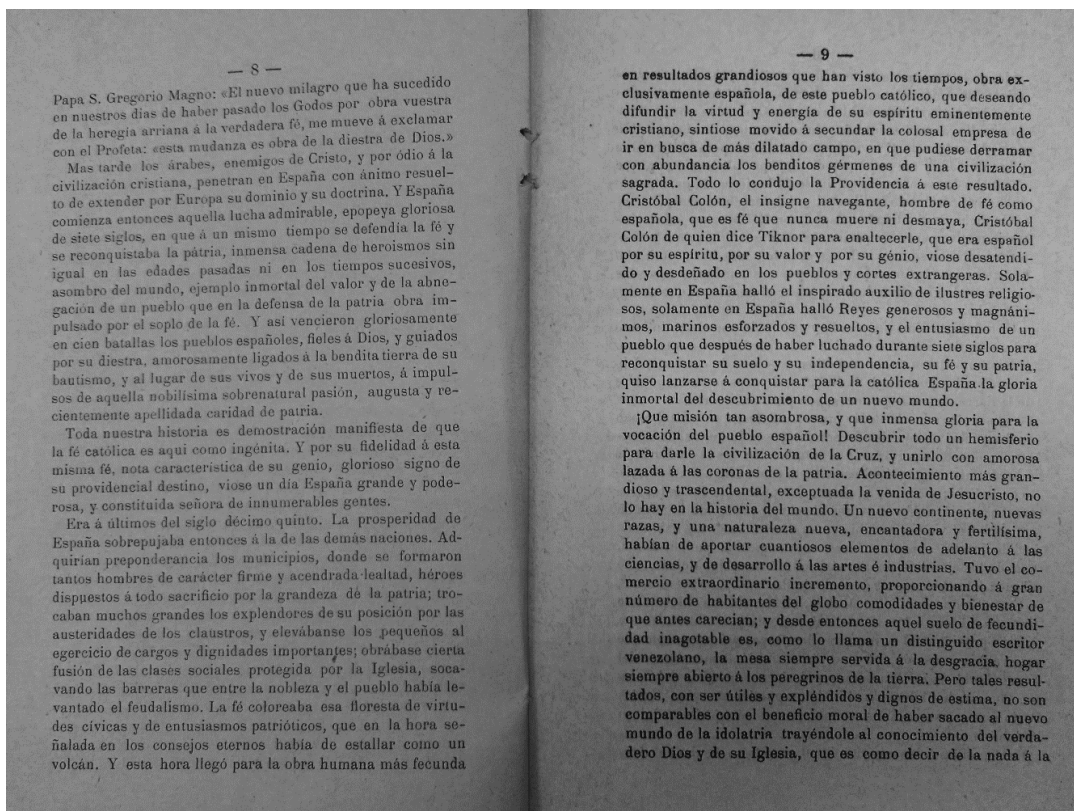 — 8 —
Papa S. Gregorio Magno: «El nuevo milagro que ha sucedido
en nuestros dias de haber pasado los Godos por obra vuestra
de la heregía arriana á la verdadera fé, me mueve á exclamar
con el Profeta: «esta mudanza es obra de la diestra de Dios.»
Mas tarde los árabes, enemigos de Cristo, y por ódio á la
civilización cristiana, penetran en España con ánimo resuel-
to de extender por Europa su dominio y su doctrina. Y España
comienza entonces aquella lucha admirable, epopeya gloriosa
de siete siglos, en que á un mismo tiempo se defendía la fé y
se reconquistaba la pátria, inmensa cadena de heroismos sin
igual en las edades pasadas ni en los tiempos sucesivos,
asombro del mundo, ejemplo inmortal del valor y de la abne-
gación de un pueblo que en la defensa de la patria obra im-
pulsado por el soplo de la fé. Y así vencieron gloriosamente
en cien batallas los pueblos españoles, fieles á Dios, y guiados
por su diestra, amorosamente ligados á la bendita tierra de su
bautismo, y al lugar de sus vivos y de sus muertos, á impul-
sos de aquella nobilísima sobrenatural pasión, augusta y re-
cientemente apellidada caridad de patria.
Toda nuestra historia es demostración manifiesta de que
la fé católica es aquí como ingénita. Y por su fidelidad á esta
misma fé, nota característica de su genio, glorioso signo de
su providencial destino, viose un día España grande y pode-
rosa, y constituida señora de innumerables gentes.
Era á últimos del siglo décimo quinto. La prosperidad de
España sobrepujaba entonces á la de las demás naciones. Ad-
quirían preponderancia los municipios, donde se formaron
tantos hombres de carácter firme y acendrada lealtad, héroes
dispuestos á todo sacrificio por la grandeza de la patria; tro-
caban muchos grandes los explendores de su posición por las
austeridades de los claustros, y elevábanse los pequeños al
egercicio de cargos y dignidades importantes; obrábase cierta
fusión de las clases sociales protegida por la Iglesia, soca-
vando las barreras que entre la nobleza y el pueblo había le-
vantado el feudalismo. La fé coloreaba esa floresta de virtu-
des cívicas y de entusiasmos patrióticos, que en la hora se-
ñalada en los consejos eternos había de estallar como un
volcán. Y esta hora llegó para la obra humana más fecunda
— 9 —
en resultados grandiosos que han visto los tiempos, obra ex-
clusivamente española, de este pueblo católico, que deseando
difundir la virtud y energía de su espíritu eminentemente
cristiano, sintiose movido á secundar la colosal empresa de
ir en busca de más dilatado campo, en que pudiese derramar
con abundancia los benditos gérmenes de una civilización
sagrada. Todo lo condujo la Providencia á este resultado.
Cristóbal Colón, el insigne navegante, hombre de fé como
española, que es fé que nunca muere ni desmaya, Cristóbal
Colón de quien dice Tiknor para enaltecerle, que era español
por su espíritu, por su valor y por su génio, viose desatendi-
do y desdeñado en los pueblos y cortes extrangeras. Sola-
mente en España halló el inspirado auxilio de ilustres religio-
sos, solamente en España halló Reyes generosos y magnáni-
mos, marinos esforzados y resueltos, y el entusiasmo de un
pueblo que después de haber luchado durante siete siglos para
reconquistar su suelo y su independencia, su fé y su patria,
quiso lanzarse á conquistar para la católica España la gloria
inmortal del descubrimiento de un nuevo mundo.
¡Que misión tan asombrosa, y que inmensa gloria para la
vocación del pueblo español! Descubrir todo un hemisferio
para darle la civilización de la Cruz, y unirlo con amorosa
lazada á las coronas de la patria. Acontecimiento más gran-
dioso y trascendental, exceptuada la venida de Jesucristo, no
lo hay en la historia del mundo. Un nuevo continente, nuevas
razas, y una naturaleza nueva, encantadora y fertilísima,
habían de aportar cuantiosos elementos de adelanto á las
ciencias, y de desarrollo á las artes é industrias. Tuvo el co-
mercio extraordinario incremento, proporcionando á gran
número de habitantes del globo comodidades y bienestar de
que antes carecian; y desde entonces aquel suelo de fecundi-
dad inagotable es, como lo llama un distinguido escritor
venezolano, la mesa siempre servida á la desgracia, hogar
siempre abierto á los peregrinos de la tierra. Pero tales resul-
tados, con ser útiles y expléndidos y dignos de estima, no son
comparables con el beneficio moral de haber sacado al nuevo
mundo de la idolatria trayéndole al conocimiento del verda-
dero Dios y de su Iglesia, que es como decir de la nada á la